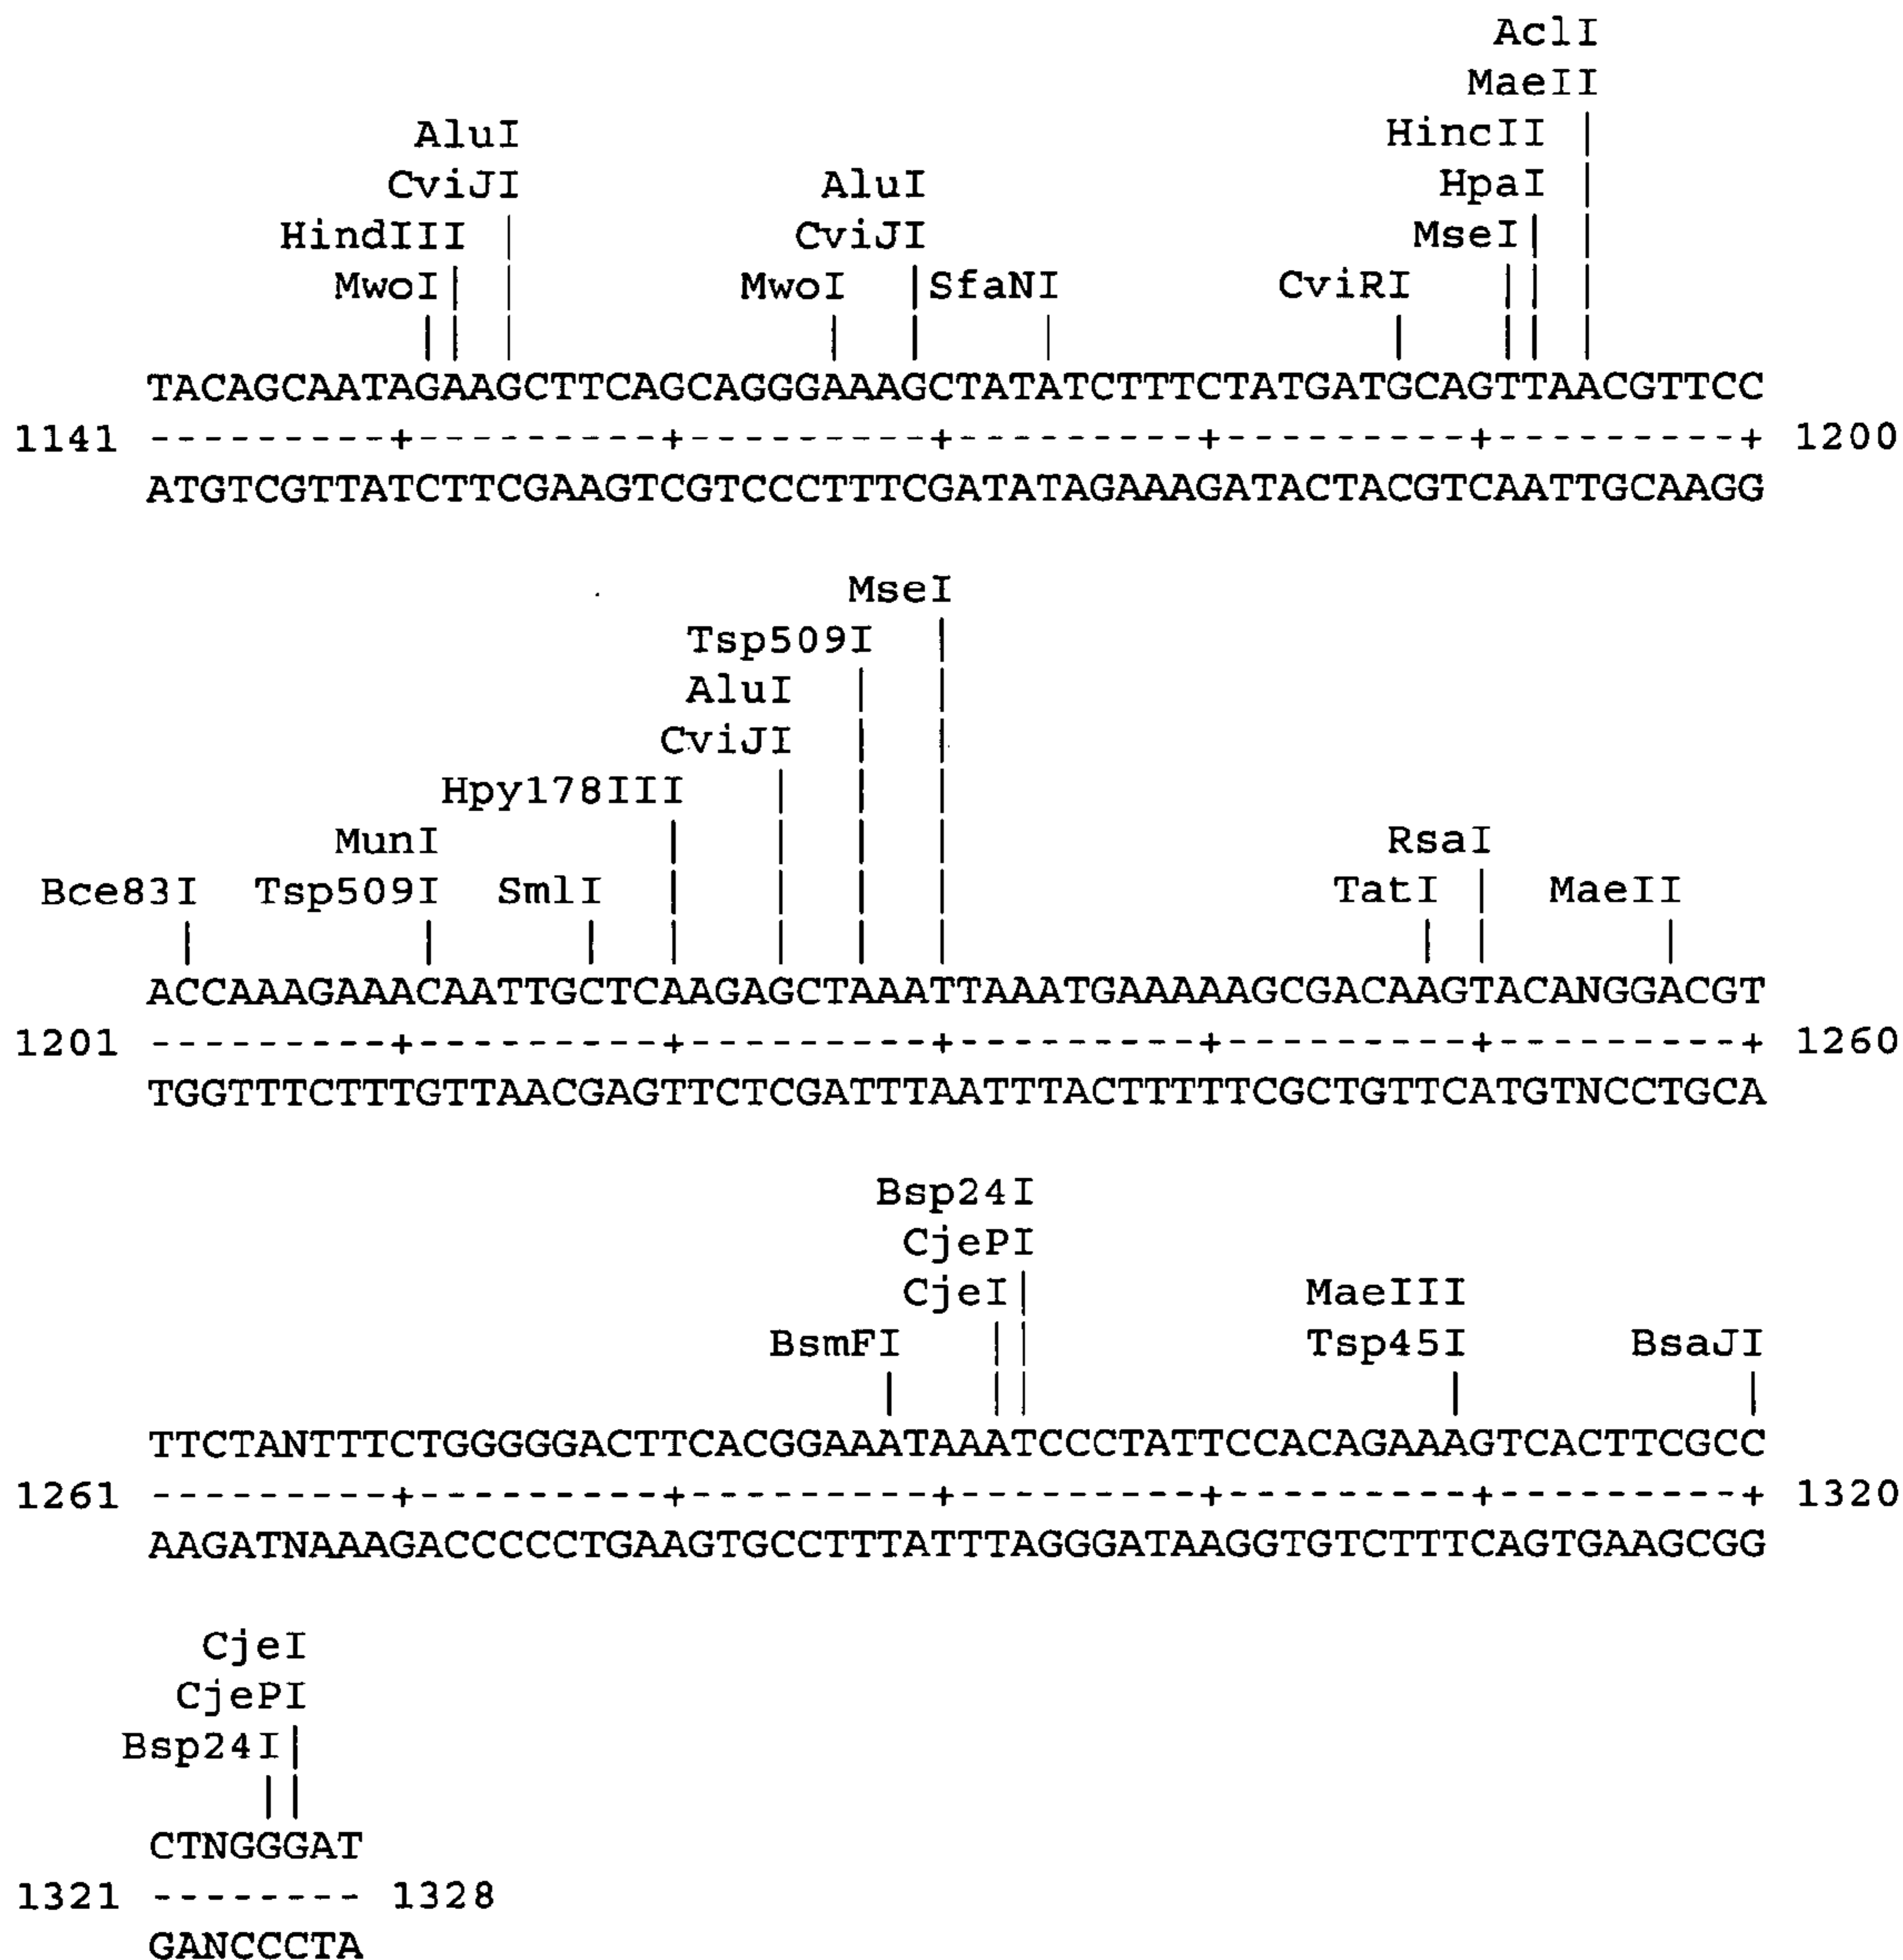 AclI
MaeII
AluI HincII |
CviJI AluI HpaI |
HindIII | CviJI MseI| |
MwoI| | MwoI |SfaNI CviRI || |
|| | | | | | || |
TACAGCAATAGAAGCTTCAGCAGGGAAAGCTATATCTTTCTATGATGCAGTTAACGTTCC
1141 ---------+---------+---------+---------+---------+---------+ 1200
ATGTCGTTATCTTCGAAGTCGTCCCTTTCGATATAGAAAGATACTACGTCAATTGCAAGG
MseI
Tsp509I |
AluI | |
CviJI | |
Hpy178III | | |
MunI | | | | RsaI
Bce83I Tsp509I SmlI | | | | TatI | MaeII
| | | | | | | | | |
ACCAAAGAAACAATTGCTCAAGAGCTAAATTAAATGAAAAAGCGACAAGTACANGGACGT
1201 ---------+---------+---------+---------+---------+---------+ 1260
TGGTTTCTTTGTTAACGAGTTCTCGATTTAATTTACTTTTTCGCTGTTCATGTNCCTGCA
Bsp24I
CjePI
CjeI| MaeIII
BsmFI || Tsp45I BsaJI
| || | |
TTCTANTTTCTGGGGGACTTCACGGAAATAAATCCCTATTCCACAGAAAGTCACTTCGCC
1261 ---------+---------+---------+---------+---------+---------+ 1320
AAGATNAAAGACCCCCTGAAGTGCCTTTATTTAGGGATAAGGTGTCTTTCAGTGAAGCGG
CjeI
CjePI
Bsp24I|
||
CTNGGGAT
1321 -------- 1328
GANCCCTA